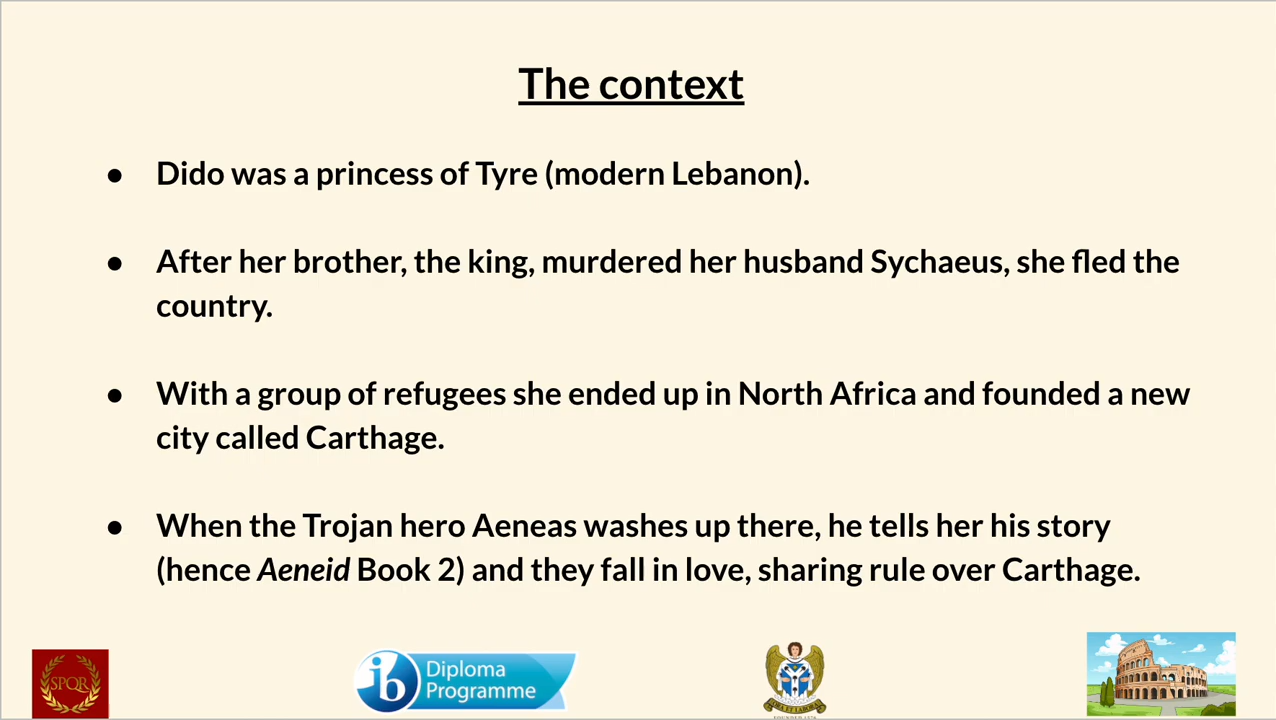 The context
● Dido was a princess of Tyre (modern Lebanon).
● After her brother, the king, murdered her husband Sychaeus, she fled the
country.
● With a group of refugees she ended up in North Africa and founded a new
city called Carthage.
● When the Trojan hero Aeneas washes up there, he tells her his story
(hence Aeneid Book 2) and they fall in love, sharing rule over Carthage.
SPQR
ib Diploma
Programme